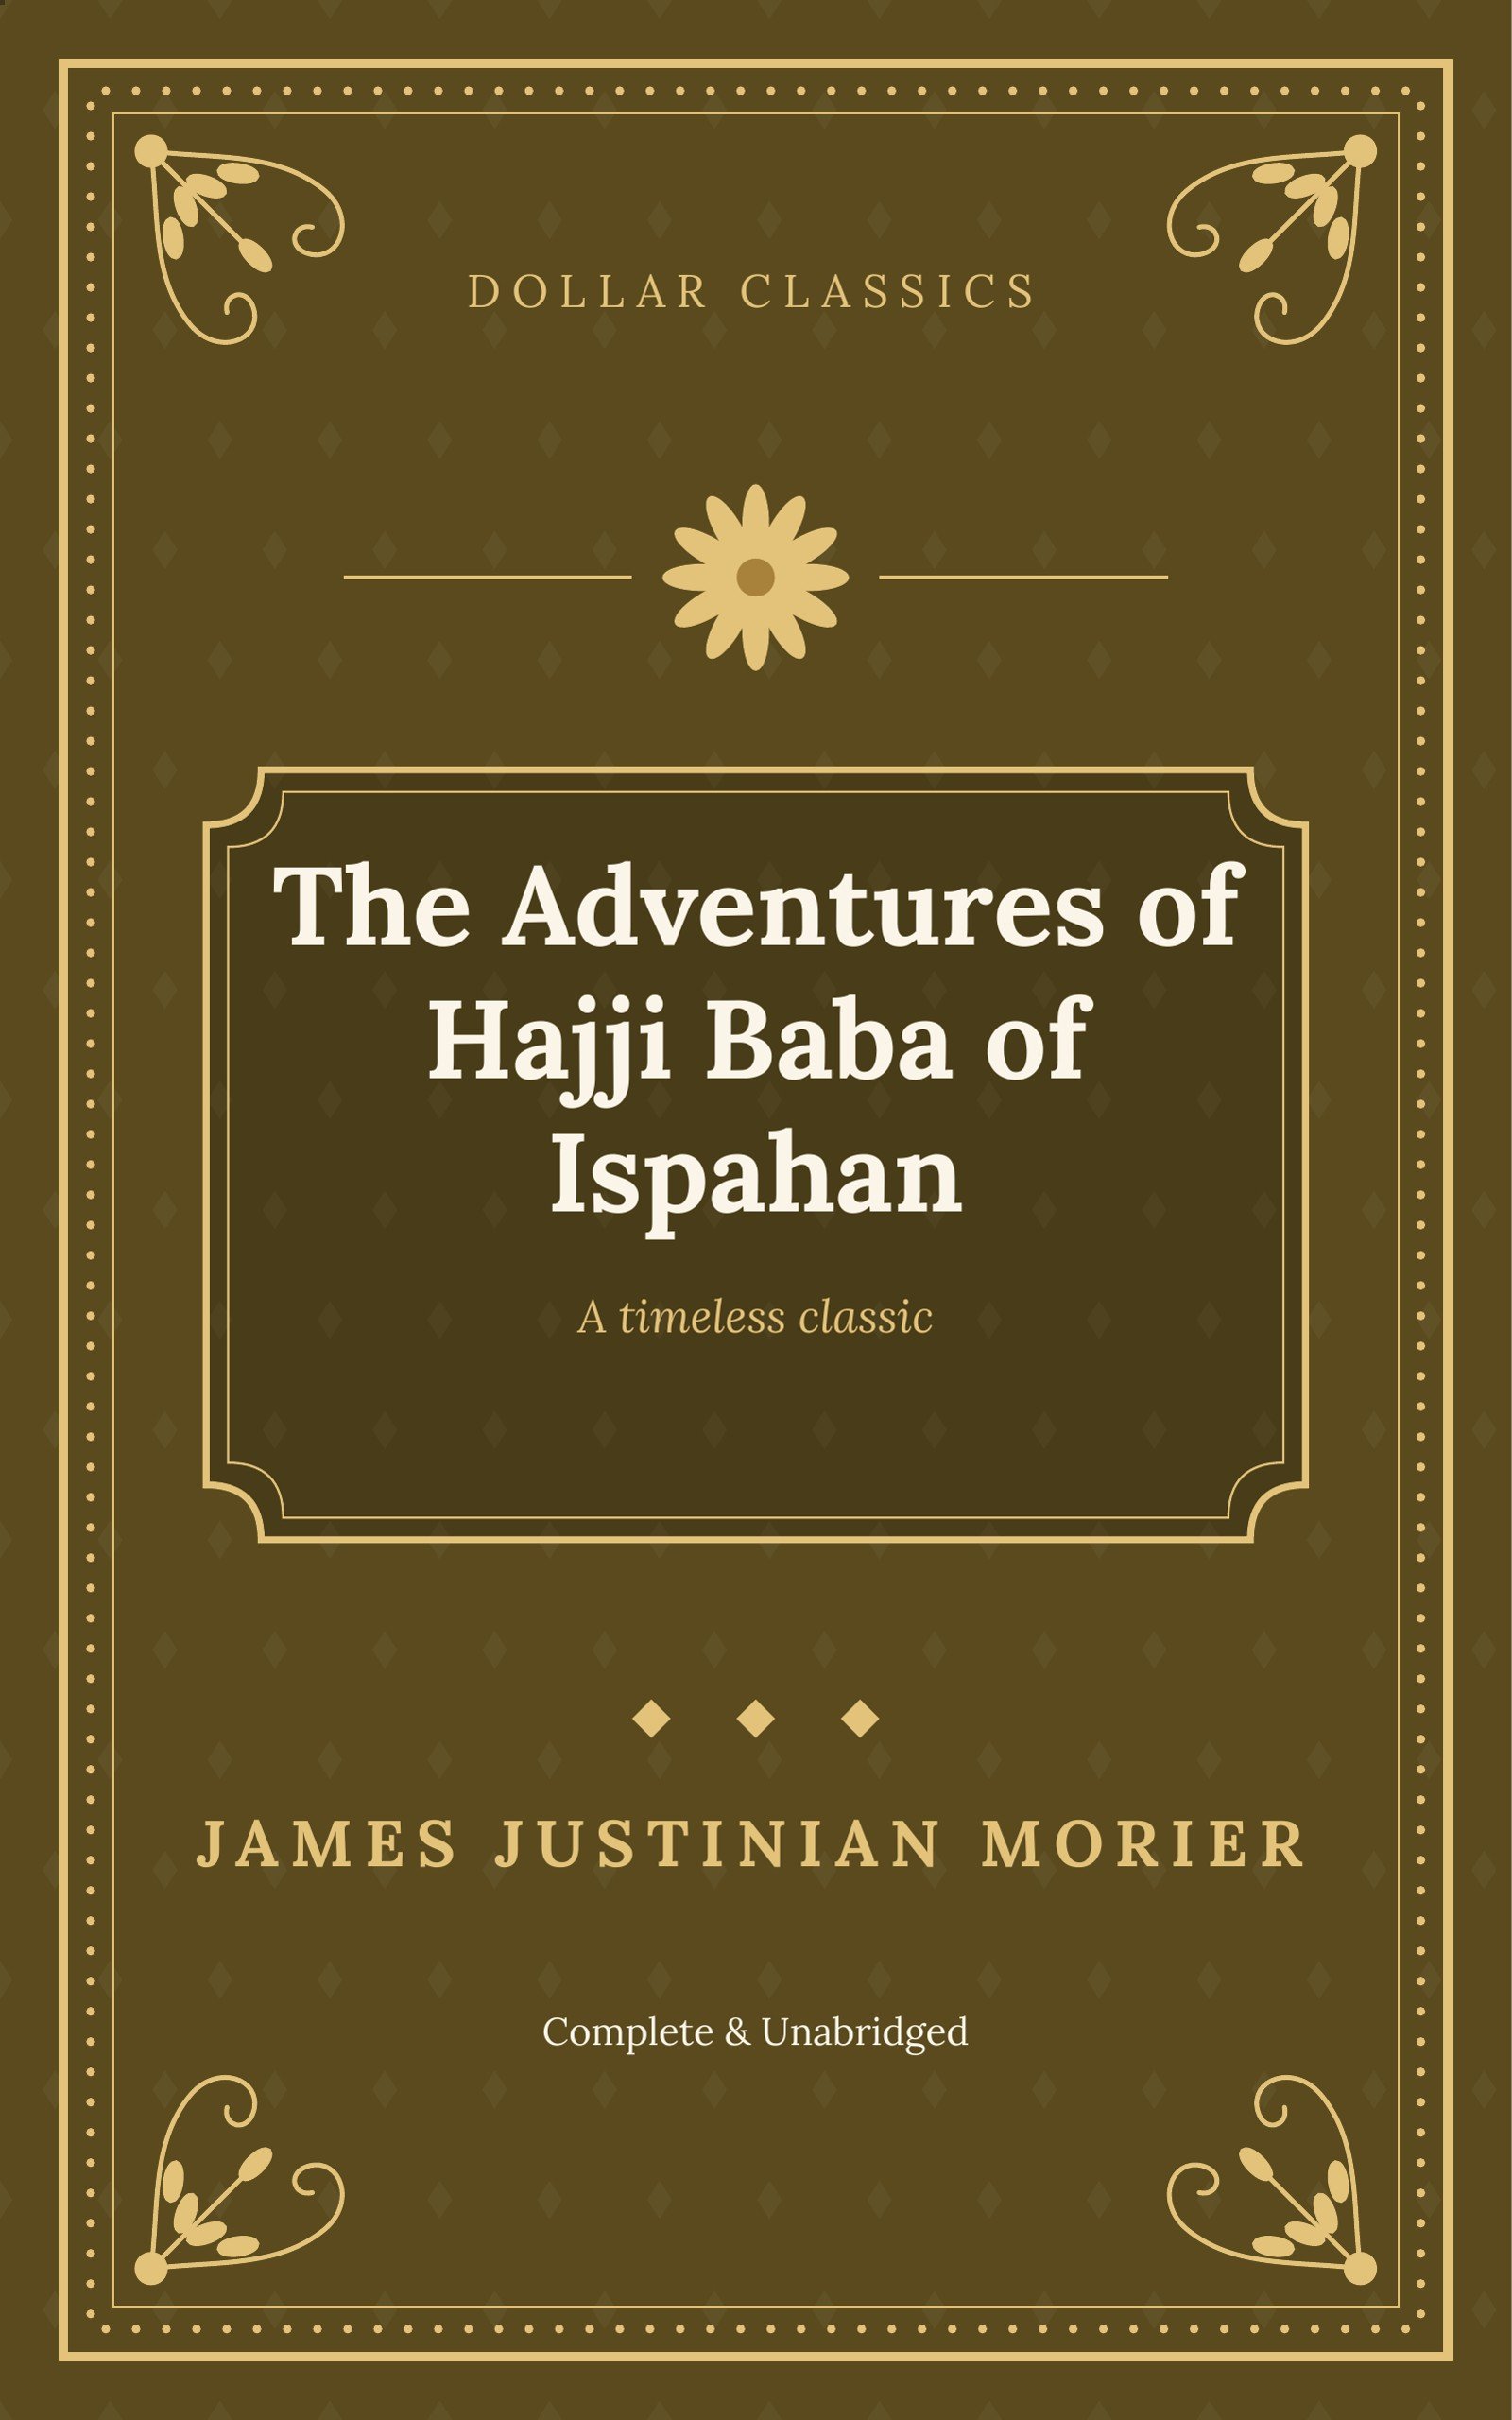 DOLLAR CLASSICS
The Adventures of
Hajji Baba of
Ispahan
A timeless classic
JAMES JUSTINIAN MORIER
Complete & Unabridged